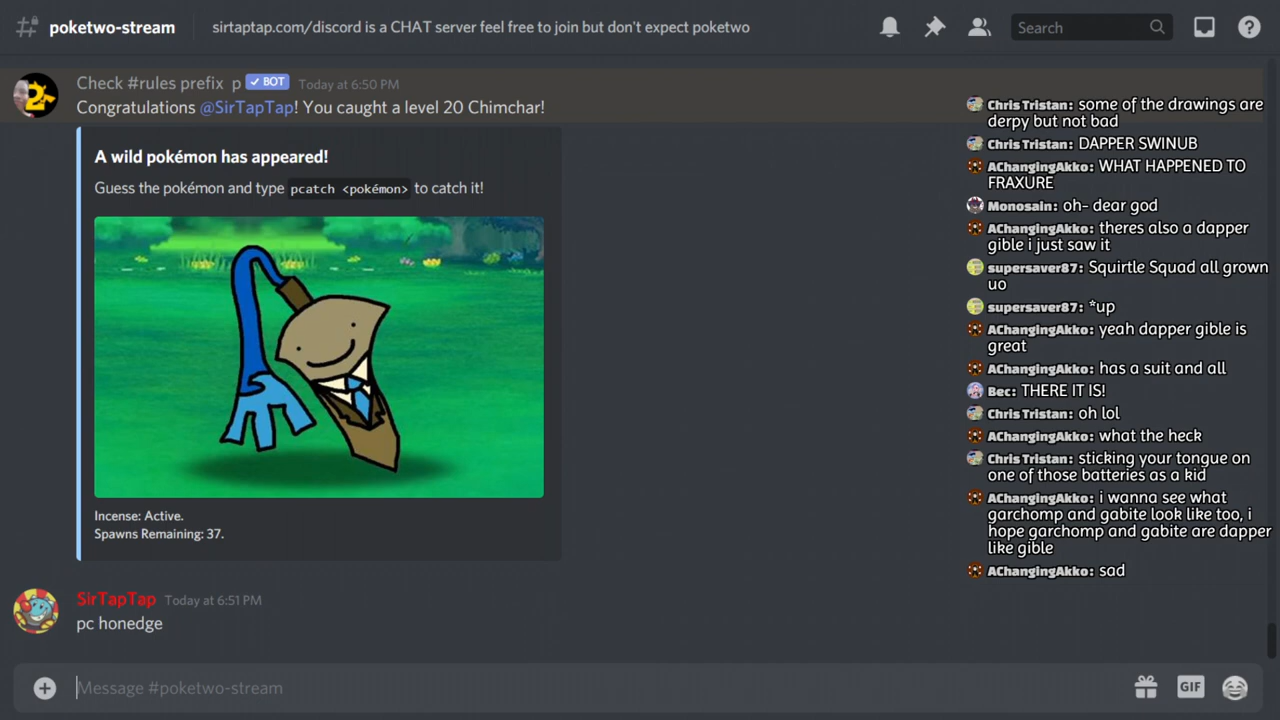 poketwo-stream
sirtaptap.com/discord is a CHAT server feel free to join but don't expect poketwo
Search
Check #rules prefix p BOT Today at 6:50 PM
Congratulations @SirTapTap! You caught a level 20 Chimchar!
A wild pokémon has appeared!
Guess the pokémon and type pcatch <pokémon> to catch it!
Incense: Active.
Spawns Remaining: 37.
SirTapTap Today at 6:51 PM
pc honedge
Message #poketwo-stream
GIF
Chris Tristan: some of the drawings are
derpy but not bad
Chris Tristan: DAPPER SWINUB
AChangingAkko: WHAT HAPPENED TO
FRAXURE
Monosain: oh- dear god
AChangingAkko: theres also a dapper
gible i just saw it
supersaver87: Squirtle Squad all grown
uo
supersaver87: *up
AChangingAkko: yeah dapper gible is
great
AChangingAkko: has a suit and all
Bec: THERE IT IS!
Chris Tristan: oh lol
AChangingAkko: what the heck
Chris Tristan: sticking your tongue on
one of those batteries as a kid
AChangingAkko: i wanna see what
garchomp and gabite look like too, i
hope garchomp and gabite are dapper
like gible
AChangingAkko: sad